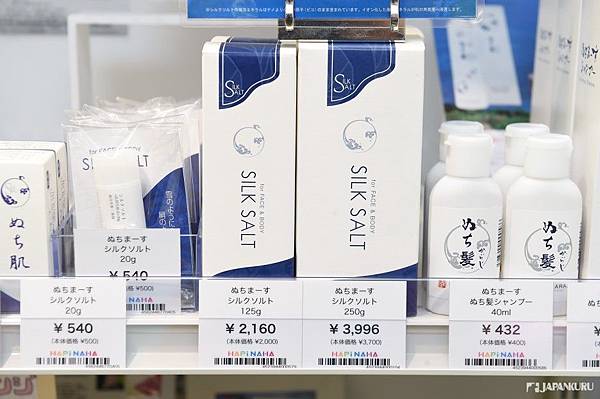 SILK
SALT
for FACE & BODY
SILK SALT
SILK
SALT
for FACE & BODY
SILK SALT
for FACE & BODY
SILK SALT
ぬち肌
ぬち髪
ぬち髪
ぬちまーす
シルクソルト
20g
¥ 540
(本体価格 ¥500)
NAHA
ぬちまーす
シルクソルト
20g
¥ 540
(本体価格 ¥500)
HAPiNAHA
ぬちまーす
シルクソルト
125g
¥ 2,160
(本体価格 ¥2,000)
HAPiNAHA
ぬちまーす
シルクソルト
250g
¥ 3,996
(本体価格 ¥3,700)
HAPiNAHA
ぬちまーす
ぬち髪シャンプー
40ml
¥ 432
(本体価格 ¥400)
HAPiNAHA
JAPANKURU